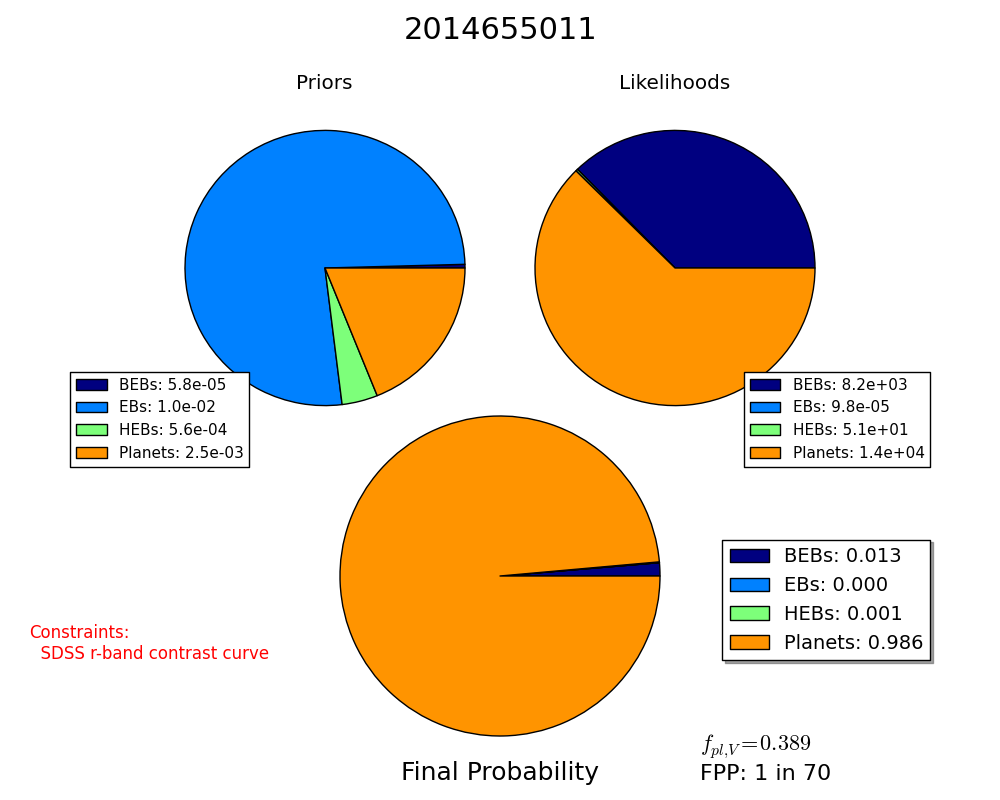 2014655011
Priors
Likelihoods
BEBs: 5.8e-05
EBs: 1.0e-02
HEBs: 5.6e-04
Planets: 2.5e-03
BEBs: 8.2e+03
EBs: 9.8e-05
HEBs: 5.1e+01
Planets: 1.4e+04
BEBs: 0.013
EBs: 0.000
HEBs: 0.001
Planets: 0.986
Constraints:
SDSS r-band contrast curve
f_{pl,V}=0.389
Final Probability
FPP: 1 in 70